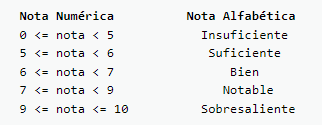 Nota Numérica Nota Alfabética
0 <= nota < 5 Insuficiente
5 <= nota < 6 Suficiente
6 <= nota < 7 Bien
7 <= nota < 9 Notable
9 <= nota <= 10 Sobresaliente